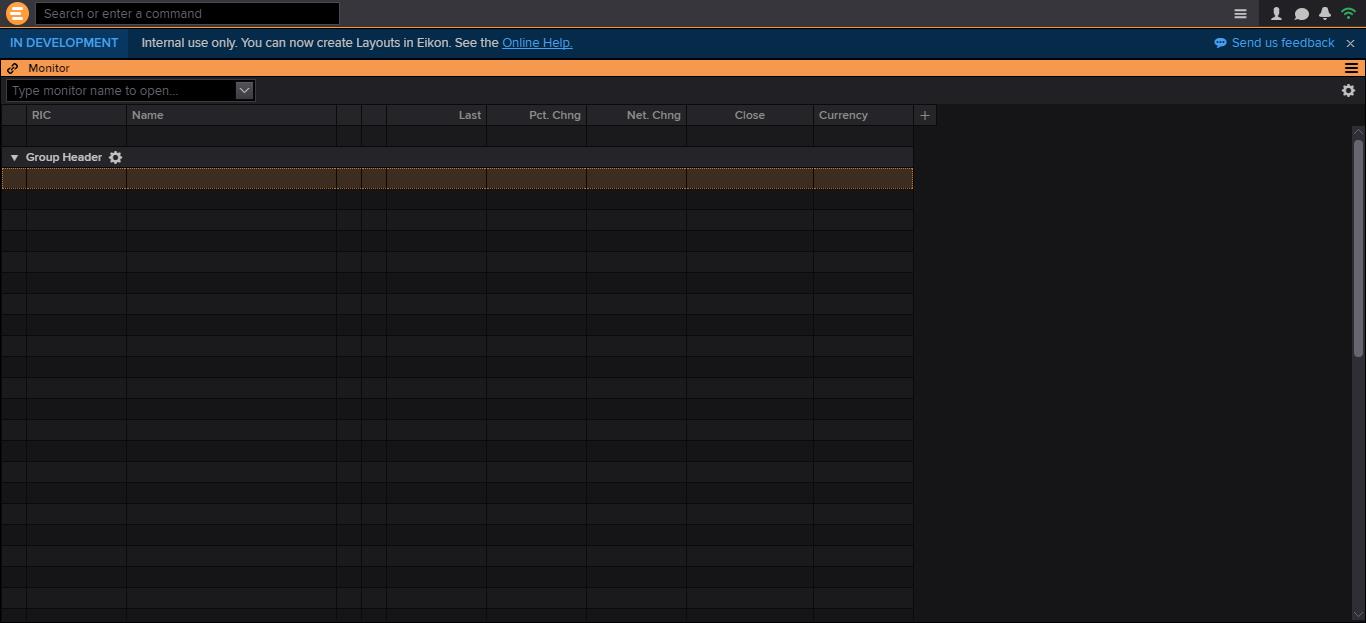 Search or enter a command
IN DEVELOPMENT Internal use only. You can now create Layouts in Eikon. See the Online Help. Send us feedback
Monitor
Type monitor name to open...
RIC Name Last Pct. Chng Net. Chng Close Currency +
Group Header